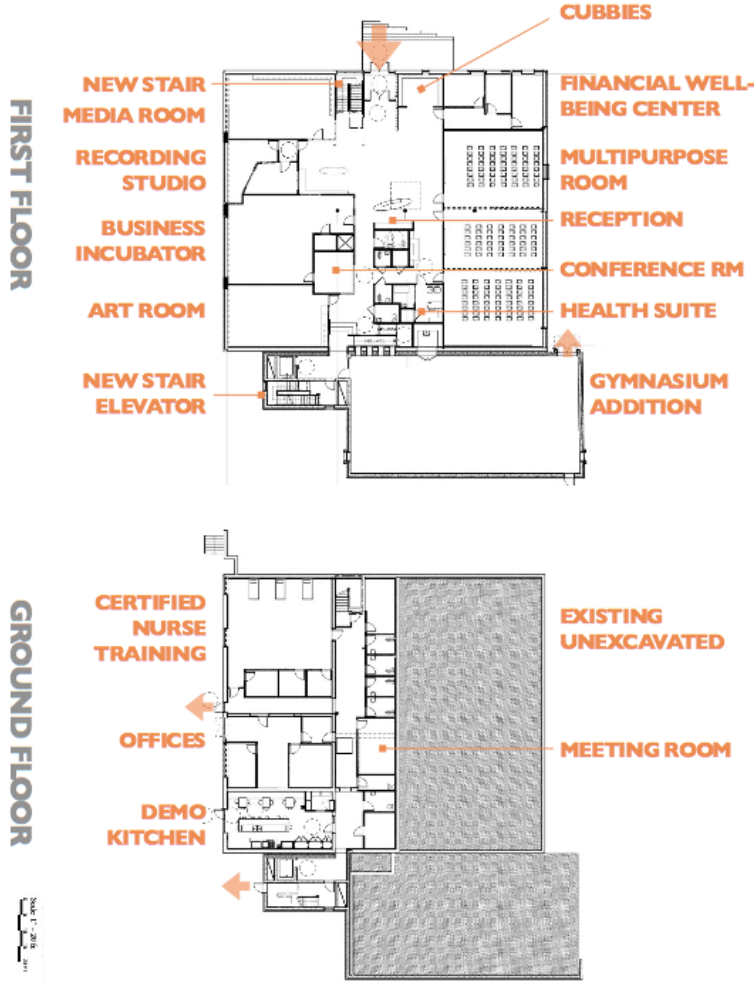 CUBBIES
NEW STAIR
FINANCIAL WELL-
BEING CENTER
MEDIA ROOM
FIRST FLOOR
RECORDING
STUDIO
MULTIPURPOSE
ROOM
RECEPTION
BUSINESS
INCUBATOR
CONFERENCE RM
ART ROOM
HEALTH SUITE
NEW STAIR
ELEVATOR
GYMNASIUM
ADDITION
GROUND FLOOR
CERTIFIED
NURSE
TRAINING
EXISTING
UNEXCAVATED
OFFICES
MEETING ROOM
DEMO
KITCHEN